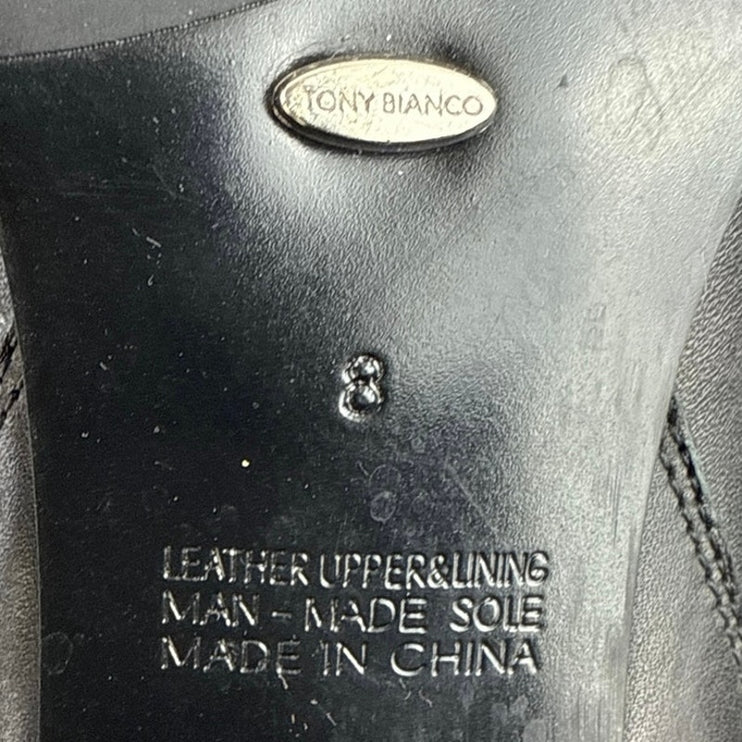 TONY BIANCO
8
LEATHER UPPER&LINING
MAN-MADE SOLE
MADE IN CHINA